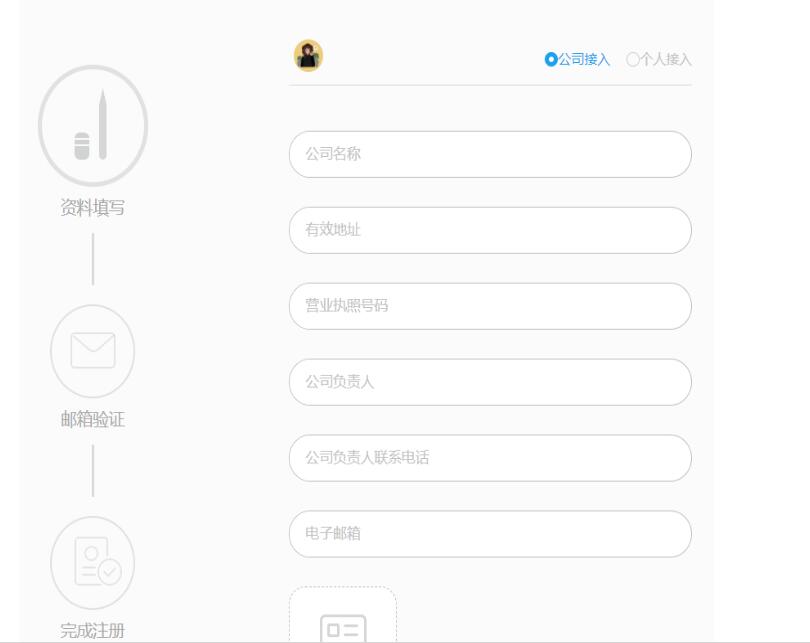 公司接入 个人接入
公司名称
有效地址
营业执照号码
公司负责人
公司负责人联系电话
电子邮箱
资料填写
邮箱验证
完成注册